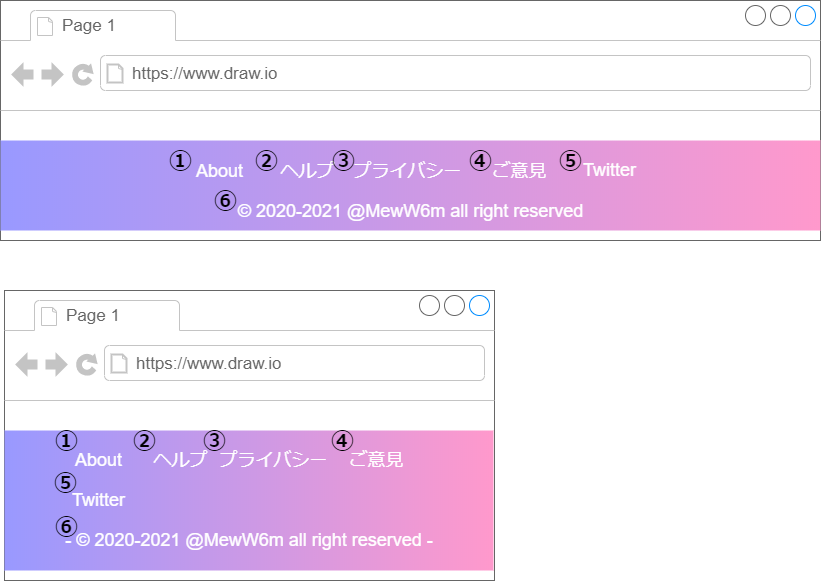 Page 1
https://www.draw.io
① About ② ヘルプ ③ プライバシー ④ ご意見 ⑤ Twitter
⑥ © 2020-2021 @MewW6m all right reserved
Page 1
https://www.draw.io
① About ② ヘルプ ③ プライバシー ④ ご意見
⑤ Twitter
⑥ - © 2020-2021 @MewW6m all right reserved -